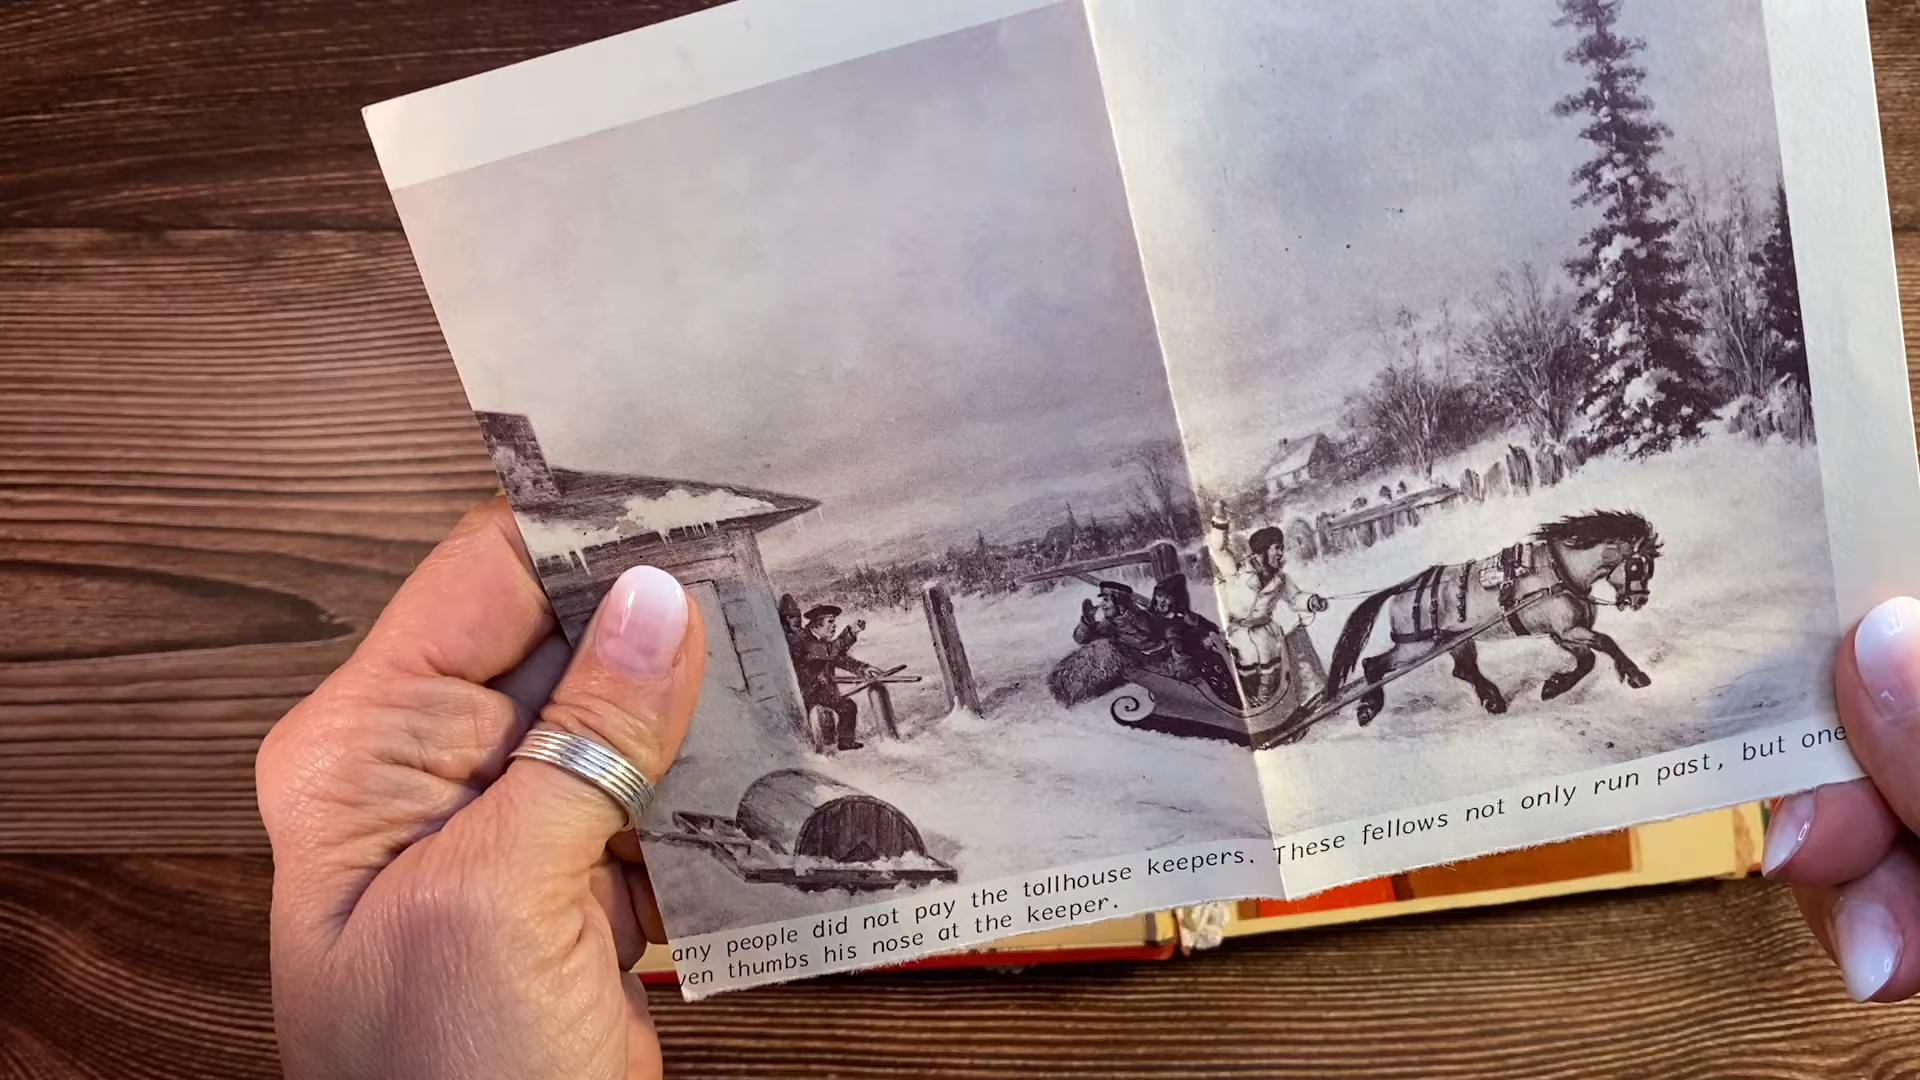 any people did not pay the tollhouse keepers. These fellows not only run past, but one
ven thumbs his nose at the keeper.